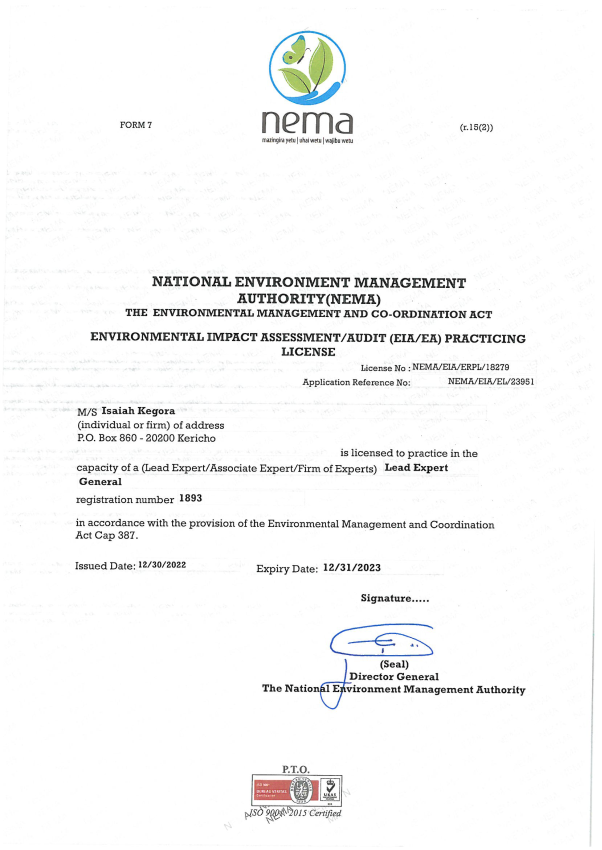 nema
mazingira yetu | uhai wetu | wajibu wetu
FORM 7
(r.15(2))
NATIONAL ENVIRONMENT MANAGEMENT
AUTHORITY(NEMA)
THE ENVIRONMENTAL MANAGEMENT AND CO-ORDINATION ACT
ENVIRONMENTAL IMPACT ASSESSMENT/AUDIT (EIA/EA) PRACTICING
LICENSE
License No : NEMA/EIA/ERPL/18279
Application Reference No: NEMA/EIA/EL/23951
M/S Isaiah Kegora
(individual or firm) of address
P.O. Box 860 - 20200 Kericho
is licensed to practice in the
capacity of a (Lead Expert/Associate Expert/Firm of Experts) Lead Expert
General
registration number 1893
in accordance with the provision of the Environmental Management and Coordination
Act Cap 387.
Issued Date: 12/30/2022 Expiry Date: 12/31/2023
Signature.....
(Seal)
Director General
The National Environment Management Authority
P.T.O.
BUREAU VERITAS
UKAS
NEMA
ISO 9001:2015 Certified